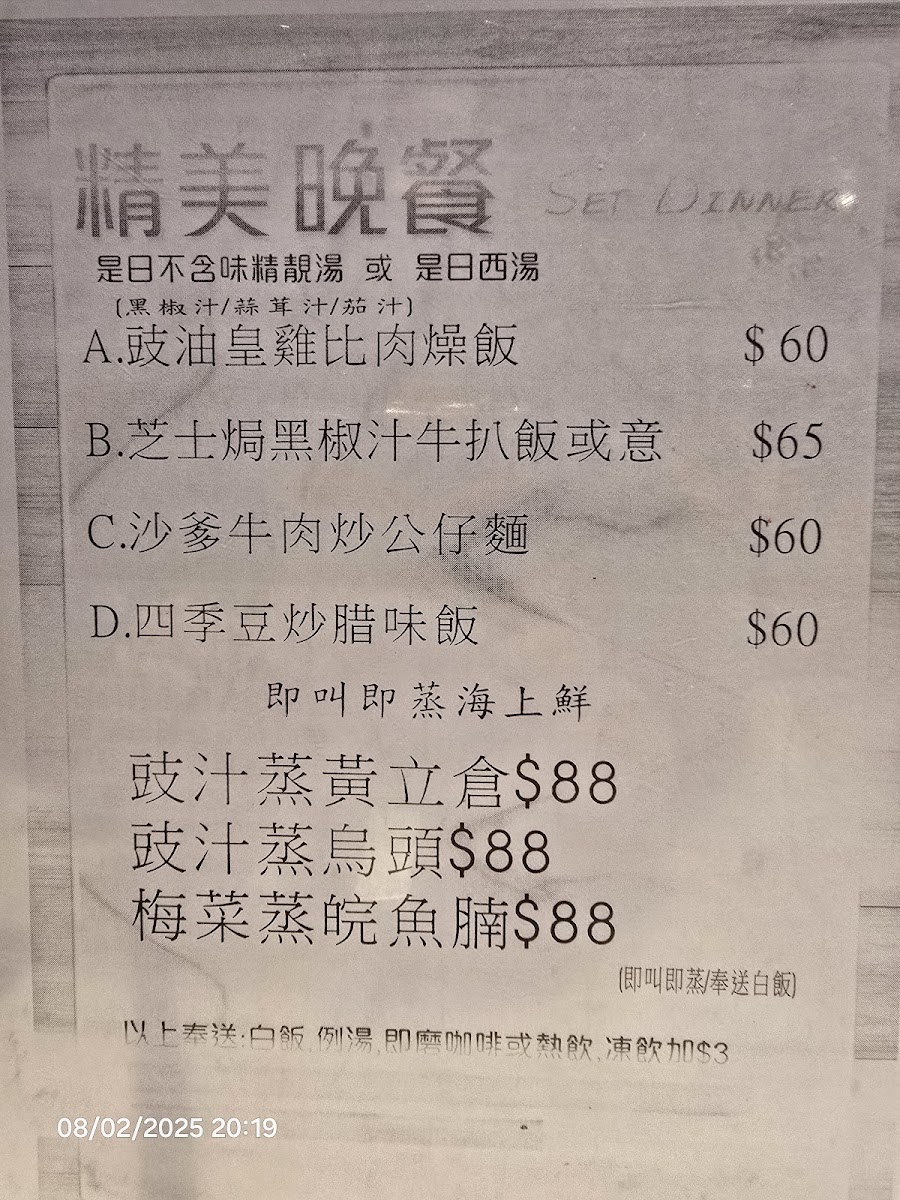 精美晚餐 SET DINNER
是日不含味精靚湯 或 是日西湯
(黑椒汁/蒜茸汁/茄汁)
A.豉油皇雞比肉燥飯 $60
B.芝士焗黑椒汁牛扒飯或意 $65
C.沙爹牛肉炒公仔麵 $60
D.四季豆炒腊味飯 $60
即叫即蒸海上鮮
豉汁蒸黃立倉$88
豉汁蒸烏頭$88
梅菜蒸皖魚腩$88
(即叫即蒸/奉送白飯)
以上奉送:白飯,例湯,即磨咖啡或熱飲,凍飲加$3
08/02/2025 20:19